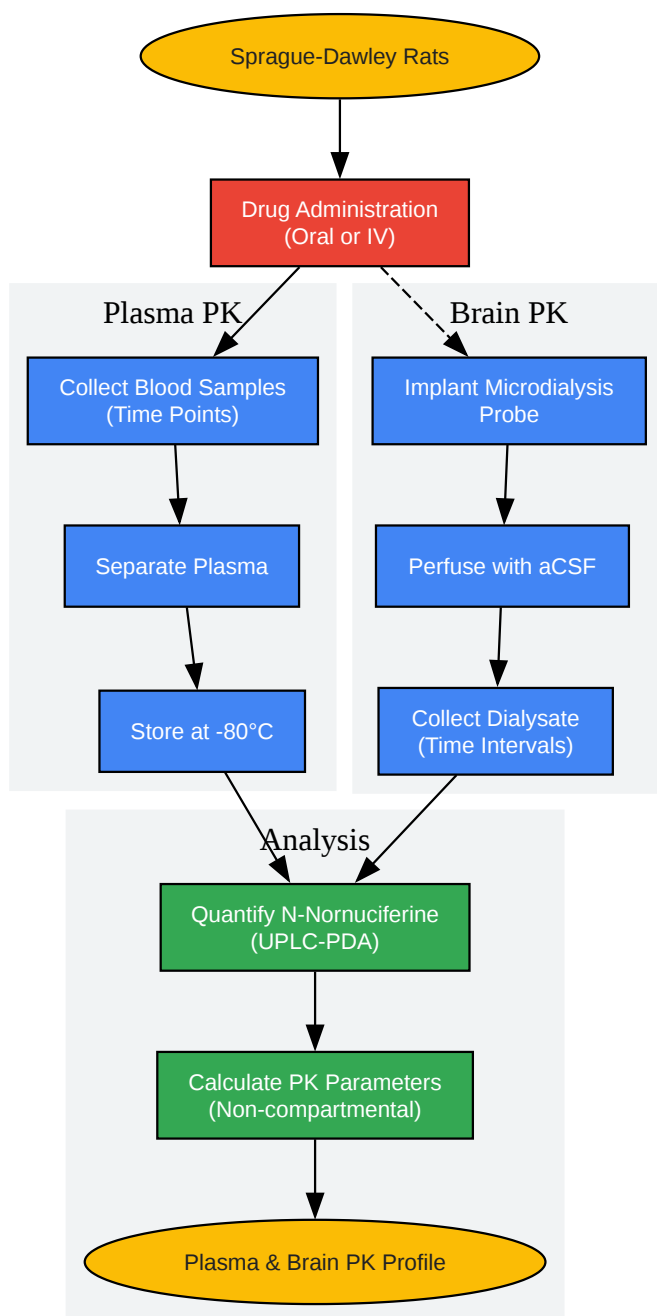 Sprague-Dawley Rats
Drug Administration
(Oral or IV)
Plasma PK
Collect Blood Samples
(Time Points)
Separate Plasma
Store at -80°C
Brain PK
Implant Microdialysis
Probe
Perfuse with aCSF
Collect Dialysate
(Time Intervals)
Analysis
Quantify N-Nornuciferine
(UPLC-PDA)
Calculate PK Parameters
(Non-compartmental)
Plasma & Brain PK Profile